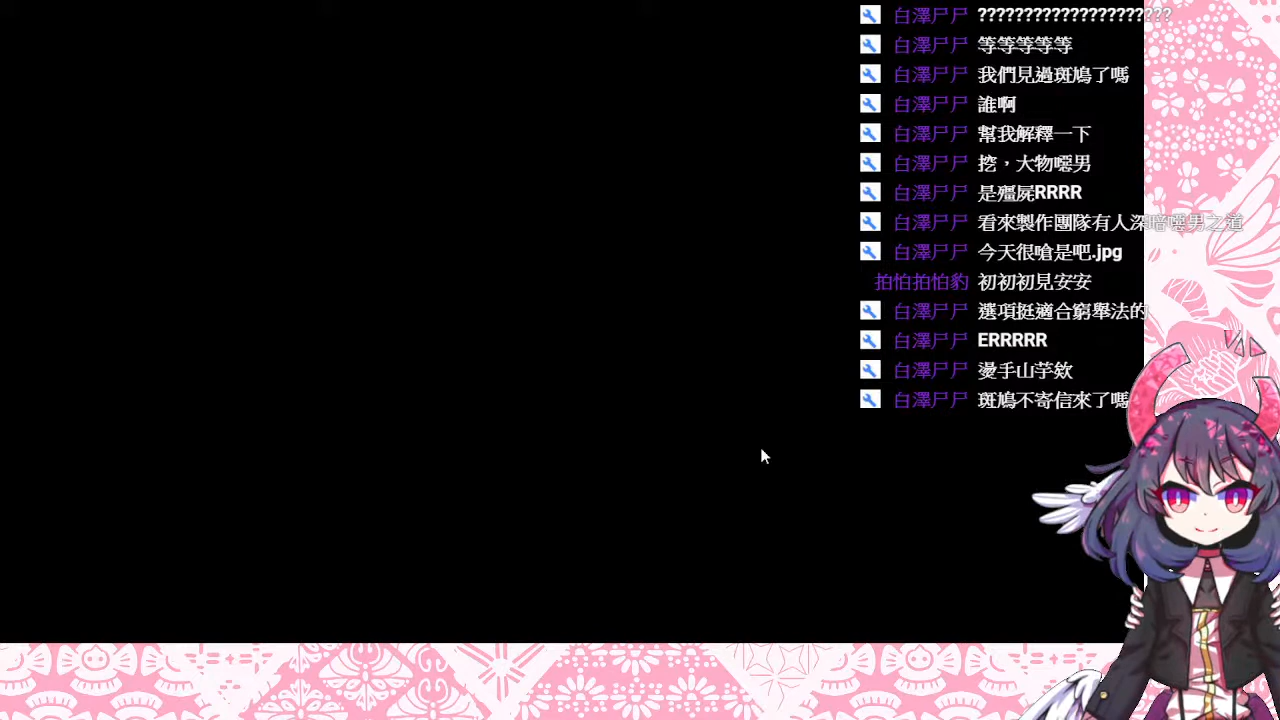 白澤尸尸 ?????????????????????
白澤尸尸 等等等等等
白澤尸尸 我們見過斑鳩了嗎
白澤尸尸 誰啊
白澤尸尸 幫我解釋一下
白澤尸尸 挖，大物噁男
白澤尸尸 是殭屍RRRR
白澤尸尸 看來製作團隊有人深暗噁男之道
白澤尸尸 今天很嗆是吧.jpg
拍怕拍怕豹 初初初見安安
白澤尸尸 選項挺適合窮舉法的
白澤尸尸 ERRRRR
白澤尸尸 燙手山芋欸
白澤尸尸 斑鳩不寄信來了嗎